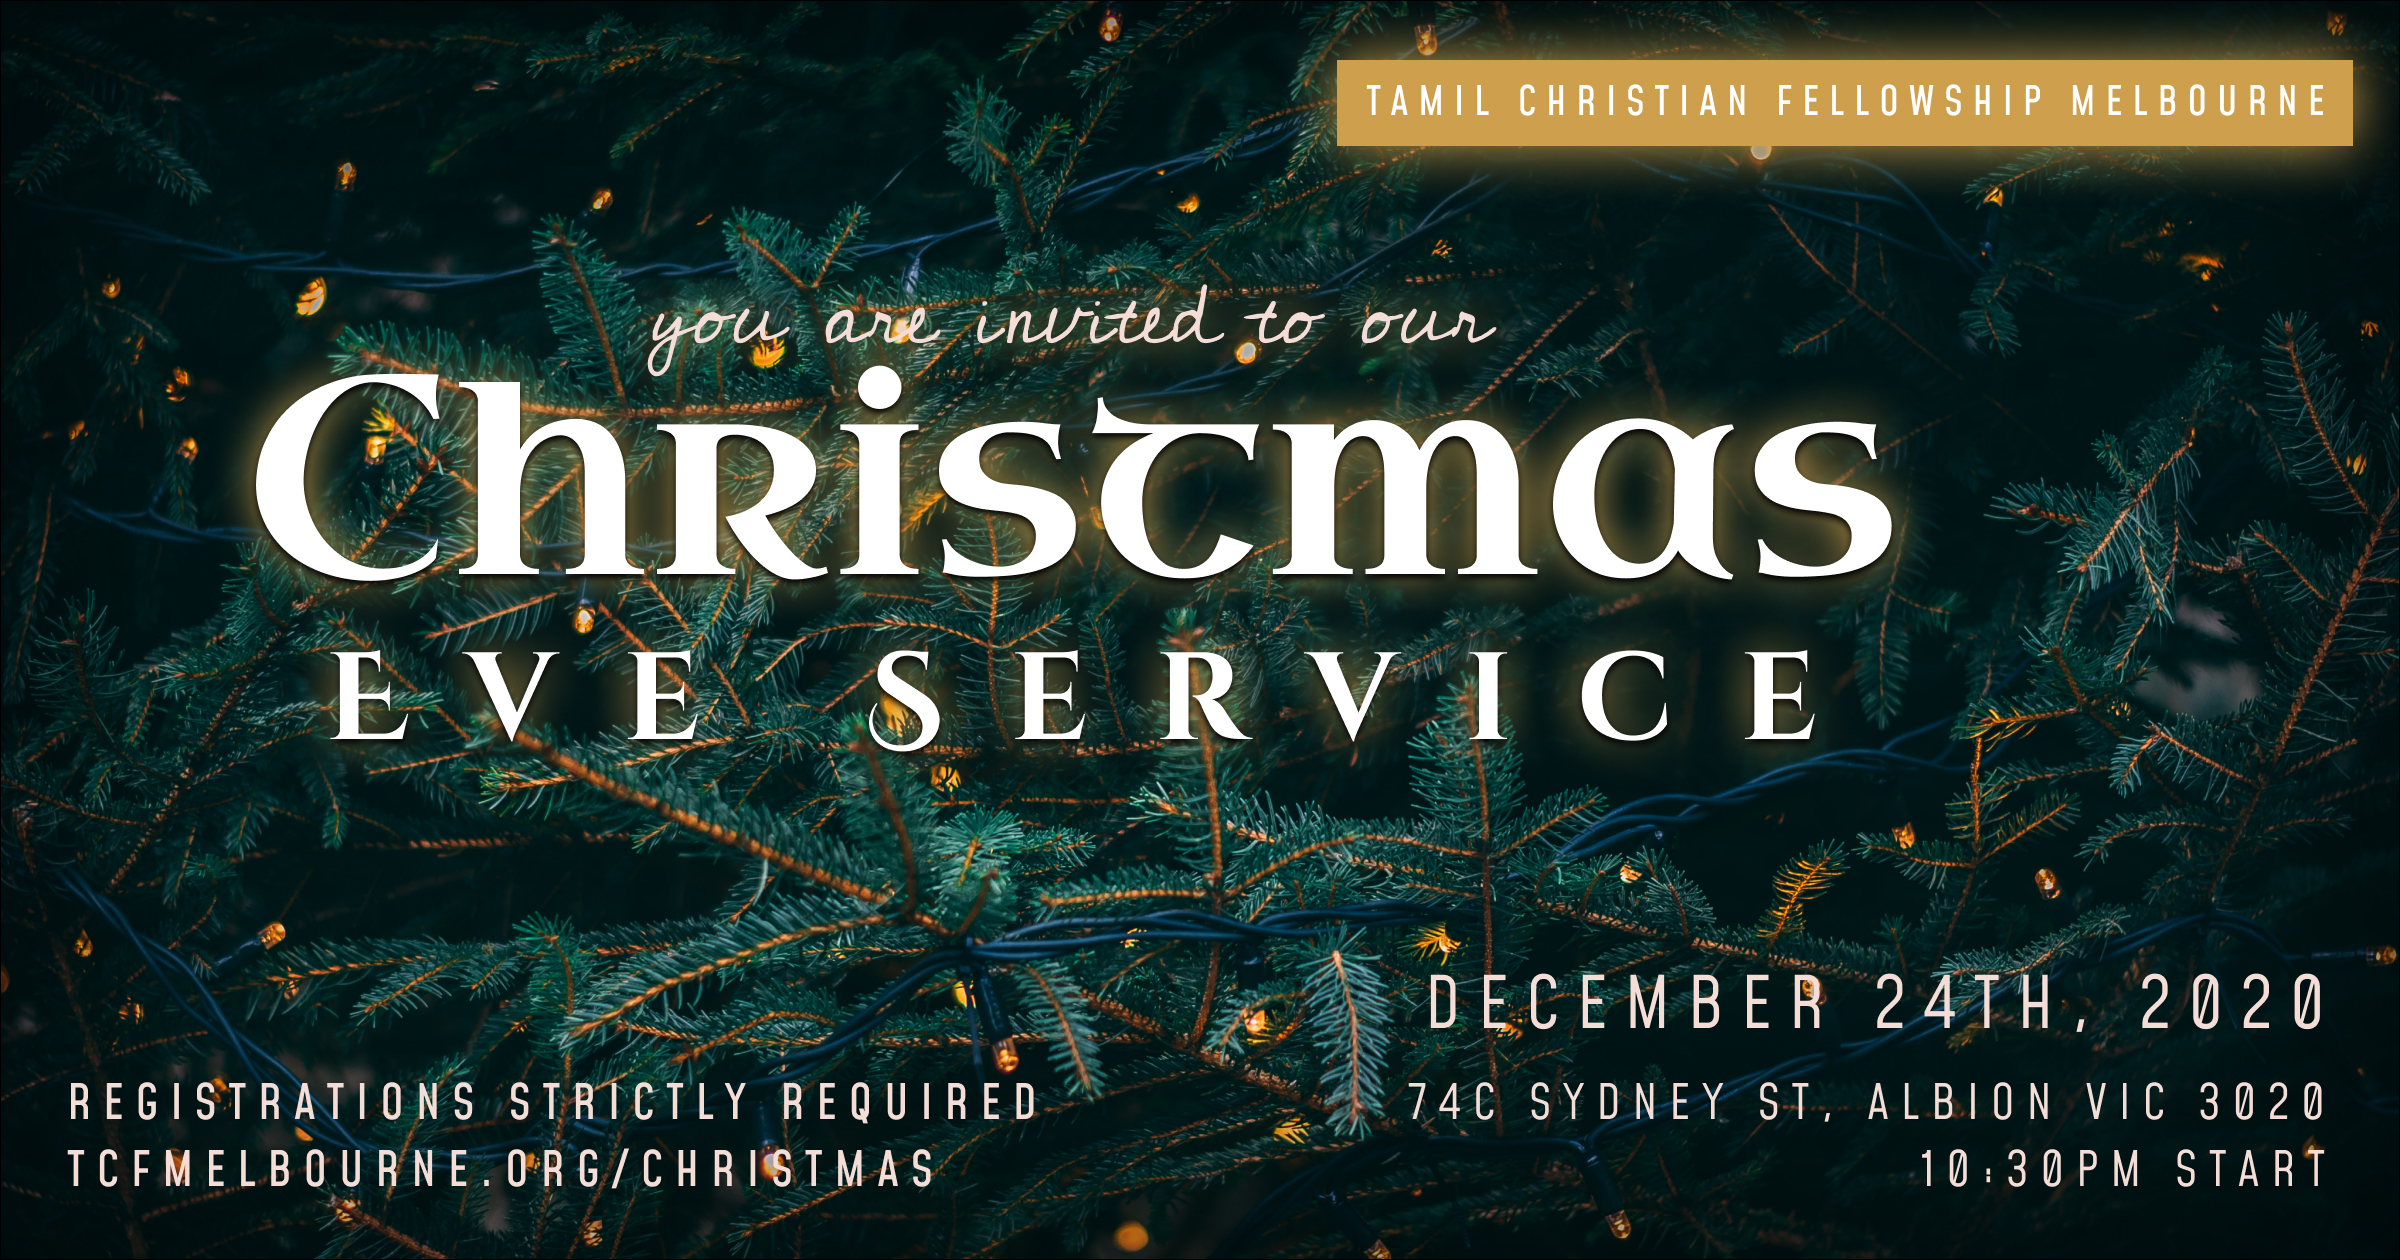 TAMIL CHRISTIAN FELLOWSHIP MELBOURNE
you are invited to our
Christmas
EVE SERVICE
DECEMBER 24TH, 2020
REGISTRATIONS STRICTLY REQUIRED
TCFMELBOURNE.ORG/CHRISTMAS
74C SYDNEY ST, ALBION VIC 3020
10:30PM START